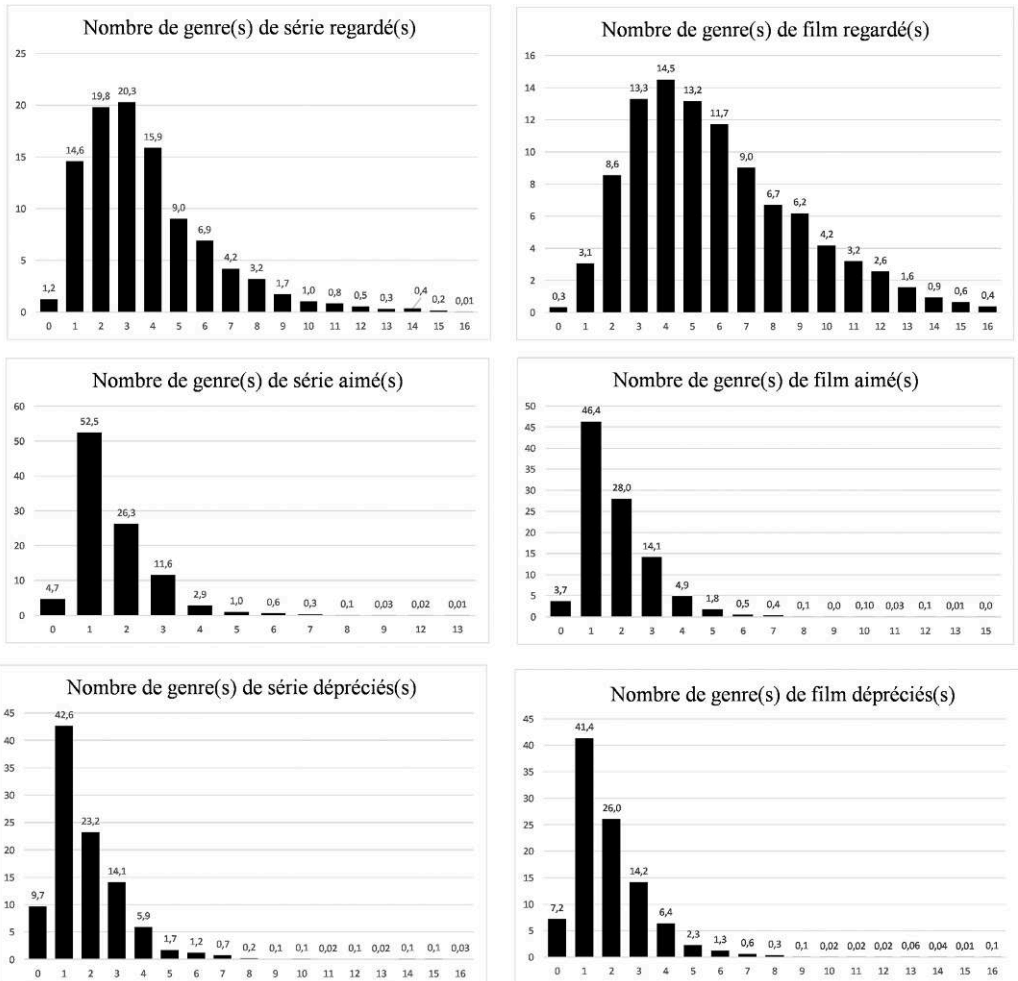 Nombre de genre(s) de série regardé(s)
25
20
15
10
5
0
1,2 14,6 19,8 20,3 15,9 9,0 6,9 4,2 3,2 1,7 1,0 0,8 0,5 0,3 0,4 0,2 0,01
0 1 2 3 4 5 6 7 8 9 10 11 12 13 14 15 16
Nombre de genre(s) de film regardé(s)
16
14
12
10
8
6
4
2
0
0,3 3,1 8,6 13,3 14,5 13,2 11,7 9,0 6,7 6,2 4,2 3,2 2,6 1,6 0,9 0,6 0,4
0 1 2 3 4 5 6 7 8 9 10 11 12 13 14 15 16
Nombre de genre(s) de série aimé(s)
60
50
40
30
20
10
0
4,7 52,5 26,3 11,6 2,9 1,0 0,6 0,3 0,1 0,03 0,02 0,01
0 1 2 3 4 5 6 7 8 9 12 13
Nombre de genre(s) de film aimé(s)
50
45
40
35
30
25
20
15
10
5
0
3,7 46,4 28,0 14,1 4,9 1,8 0,5 0,4 0,1 0,0 0,10 0,03 0,1 0,01 0,0
0 1 2 3 4 5 6 7 8 9 10 11 12 13 15
Nombre de genre(s) de série dépréciés(s)
45
40
35
30
25
20
15
10
5
0
9,7 42,6 23,2 14,1 5,9 1,7 1,2 0,7 0,2 0,1 0,1 0,02 0,1 0,02 0,1 0,1 0,03
0 1 2 3 4 5 6 7 8 9 10 11 12 13 14 15 16
Nombre de genre(s) de film dépréciés(s)
45
40
35
30
25
20
15
10
5
0
7,2 41,4 26,0 14,2 6,4 2,3 1,3 0,6 0,3 0,1 0,02 0,02 0,02 0,06 0,04 0,01 0,1
0 1 2 3 4 5 6 7 8 9 10 11 12 13 14 15 16